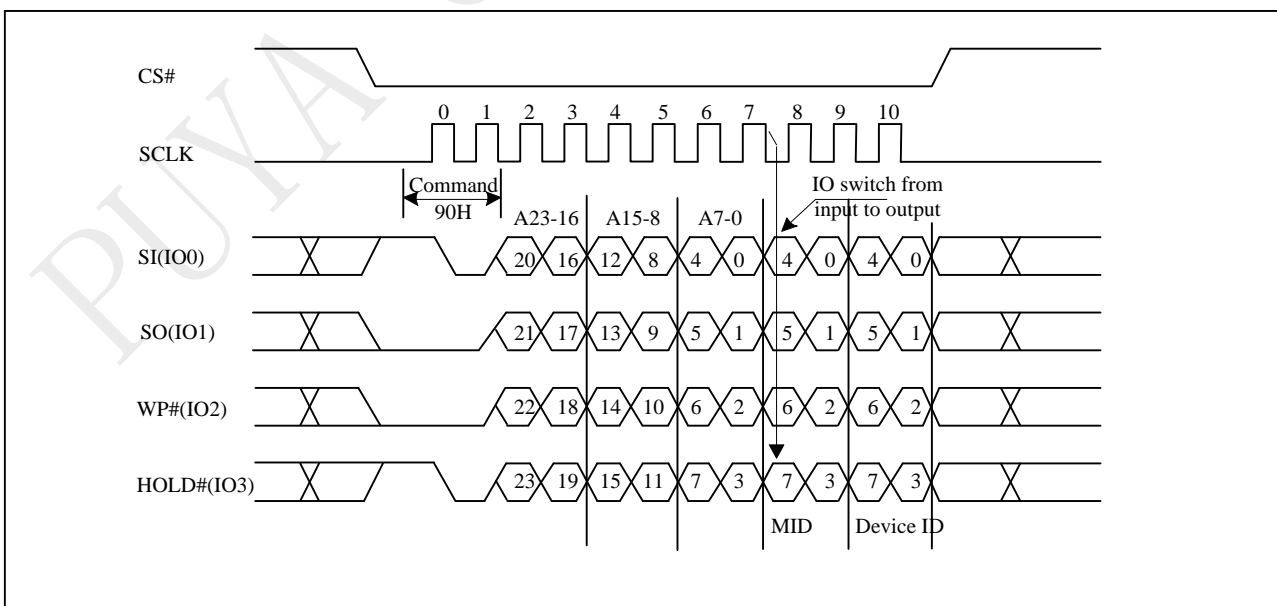 PUYA
CS#
0 1 2 3 4 5 6 7 8 9 10
SCLK
Command
90H
IO switch from
input to output
A23-16 A15-8 A7-0
SI(IO0)
20 16 12 8 4 0 4 0 4 0
SO(IO1)
21 17 13 9 5 1 5 1 5 1
WP#(IO2)
22 18 14 10 6 2 6 2 6 2
HOLD#(IO3)
23 19 15 11 7 3 7 3 7 3
MID Device ID